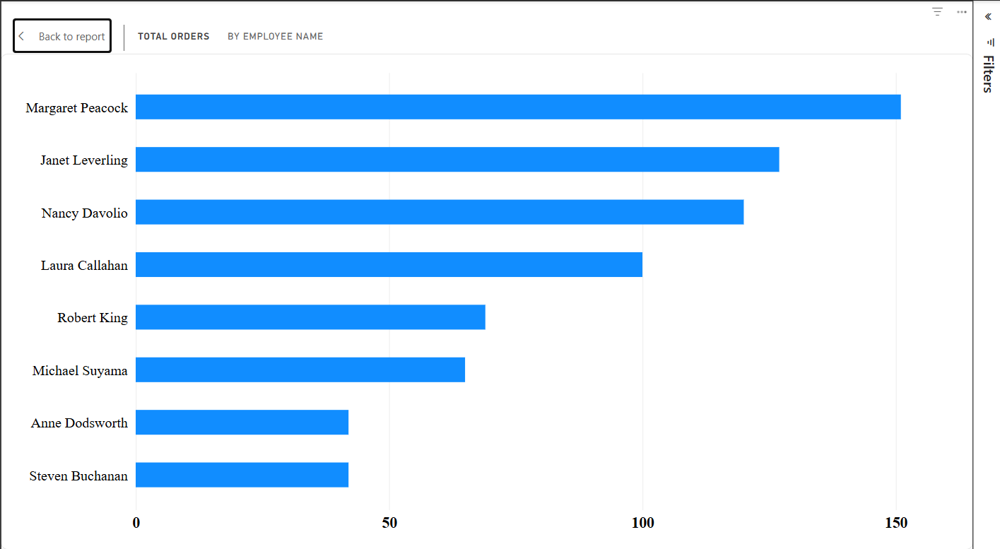 Back to report
TOTAL ORDERS BY EMPLOYEE NAME
Filters
Margaret Peacock
Janet Leverling
Nancy Davolio
Laura Callahan
Robert King
Michael Suyama
Anne Dodsworth
Steven Buchanan
0 50 100 150